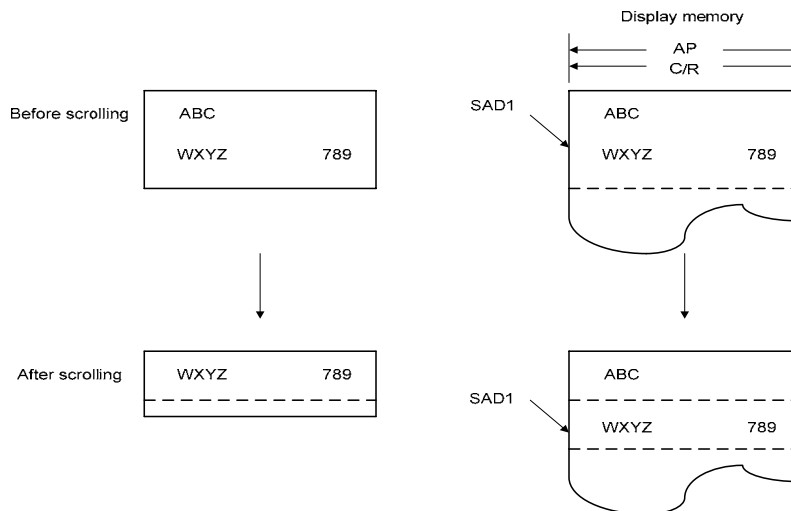 Display memory
AP
C/R
Before scrolling
ABC
WXYZ 789
SAD1
ABC
WXYZ 789
After scrolling
WXYZ 789
SAD1
ABC
WXYZ 789